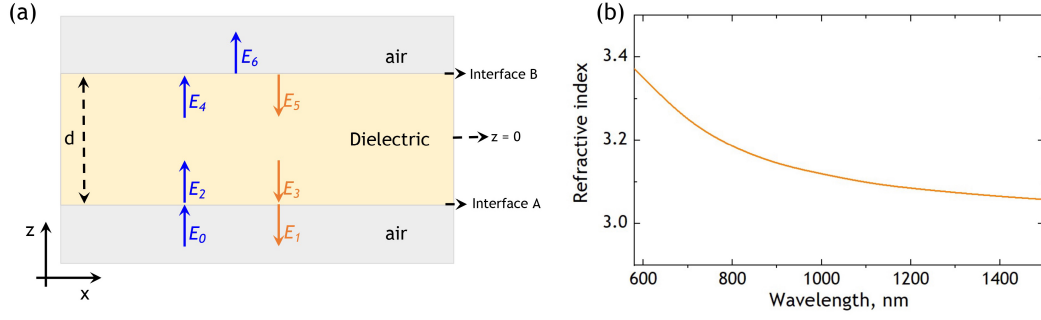 (a)
air
E6
Interface B
E4
E5
d
Dielectric
z = 0
E2
E3
Interface A
z
E0
E1
air
x
(b)
Refractive index
3.4
3.2
3.0
600
800
1000
1200
1400
Wavelength, nm